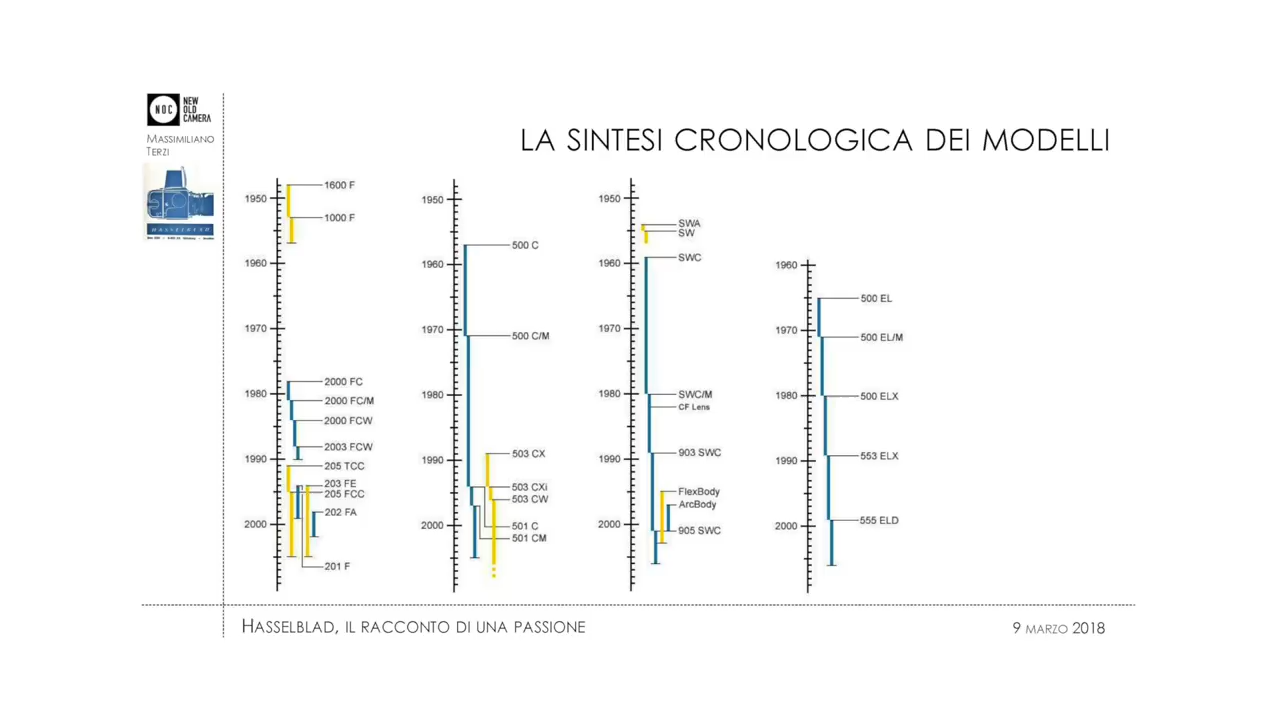 NOC
NEW
OLD
CAMERA
MASSIMILIANO
TERZI
HASSELBLAD
LA SINTESI CRONOLOGICA DEI MODELLI
1950
1960
1970
1980
1990
2000
1600 F
1000 F
2000 FC
2000 FC/M
2000 FCW
2003 FCW
205 TCC
203 FE
205 FCC
202 FA
201 F
1950
1960
1970
1980
1990
2000
500 C
500 C/M
503 CX
503 CXi
503 CW
501 C
501 CM
1950
1960
1970
1980
1990
2000
SWA
SW
SWC
SWC/M
CF Lens
903 SWC
FlexBody
ArcBody
905 SWC
1960
1970
1980
1990
2000
500 EL
500 EL/M
500 ELX
553 ELX
555 ELD
HASSELBLAD, IL RACCONTO DI UNA PASSIONE
9 MARZO 2018